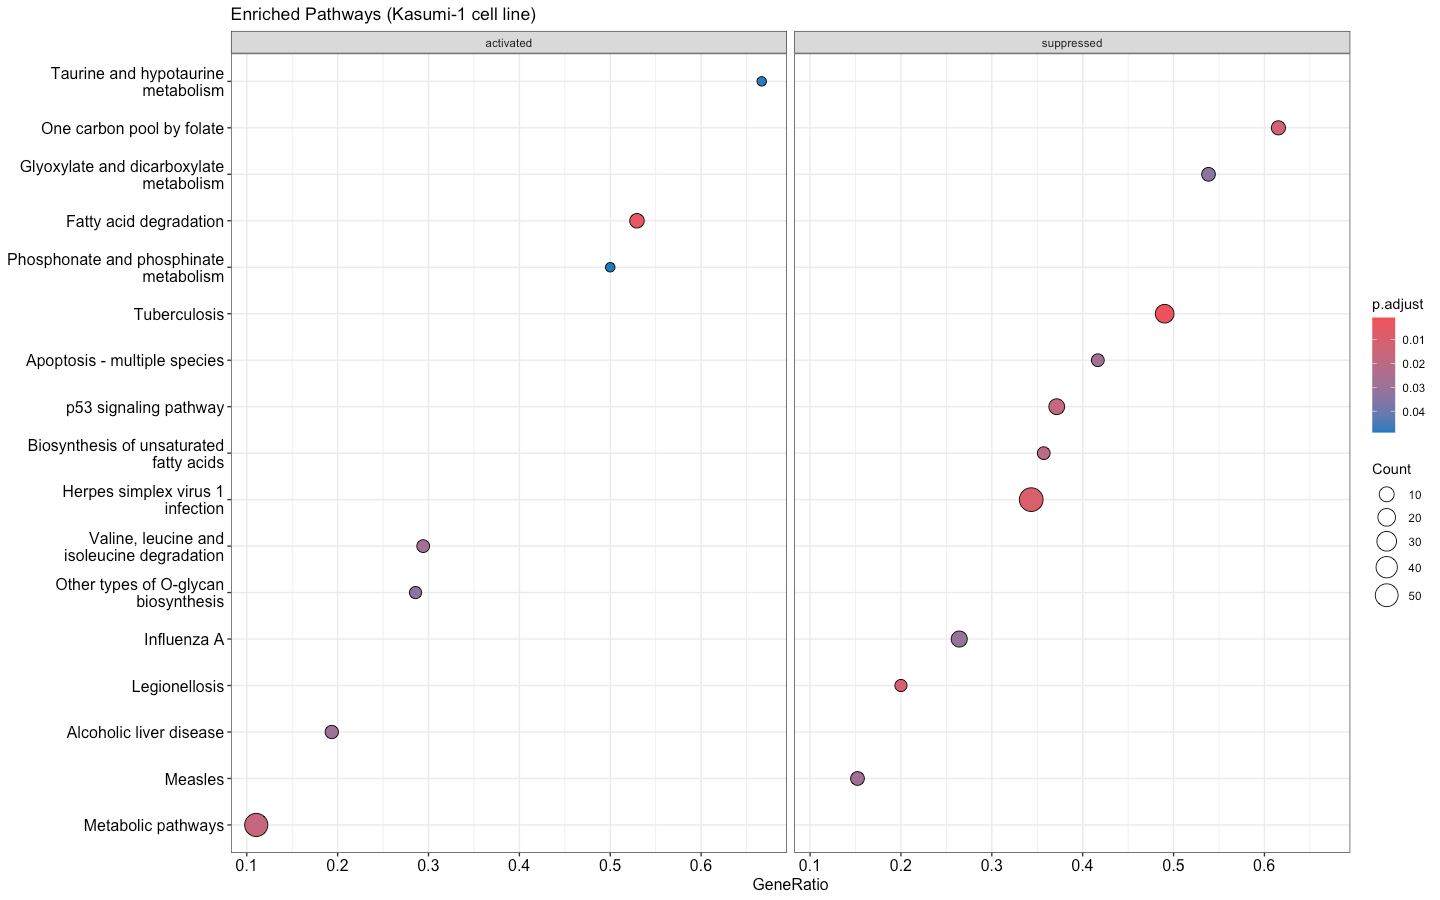 Enriched Pathways (Kasumi-1 cell line)
activated
suppressed
Taurine and hypotaurine
metabolism
One carbon pool by folate
Glyoxylate and dicarboxylate
metabolism
Fatty acid degradation
Phosphonate and phosphinate
metabolism
Tuberculosis
Apoptosis - multiple species
p53 signaling pathway
Biosynthesis of unsaturated
fatty acids
Herpes simplex virus 1
infection
Valine, leucine and
isoleucine degradation
Other types of O-glycan
biosynthesis
Influenza A
Legionellosis
Alcoholic liver disease
Measles
Metabolic pathways
0.1 0.2 0.3 0.4 0.5 0.6
0.1 0.2 0.3 0.4 0.5 0.6
GeneRatio
p.adjust
0.01
0.02
0.03
0.04
Count
10
20
30
40
50